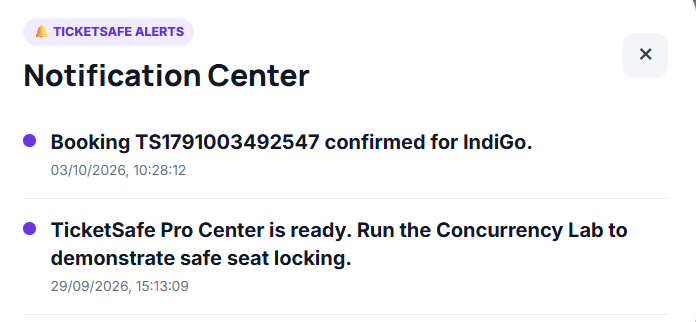 🔔 TICKETSAFE ALERTS
Notification Center
×
Booking TS1791003492547 confirmed for IndiGo.
03/10/2026, 10:28:12
TicketSafe Pro Center is ready. Run the Concurrency Lab to
demonstrate safe seat locking.
29/09/2026, 15:13:09